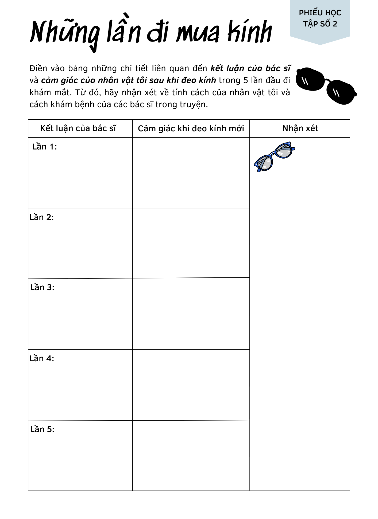 PHIẾU HỌC
TẬP SỐ 2
Những lần đi mua kính
Điền vào bảng những chi tiết liên quan đến kết luận của bác sĩ
và cảm giác của nhân vật tôi sau khi đeo kính trong 5 lần đầu đi
khám mắt. Từ đó, hãy nhận xét về tính cách của nhân vật tôi và
cách khám bệnh của các bác sĩ trong truyện.
Kết luận của bác sĩ
Cảm giác khi đeo kính mới
Nhận xét
Lần 1:
Lần 2:
Lần 3:
Lần 4:
Lần 5: